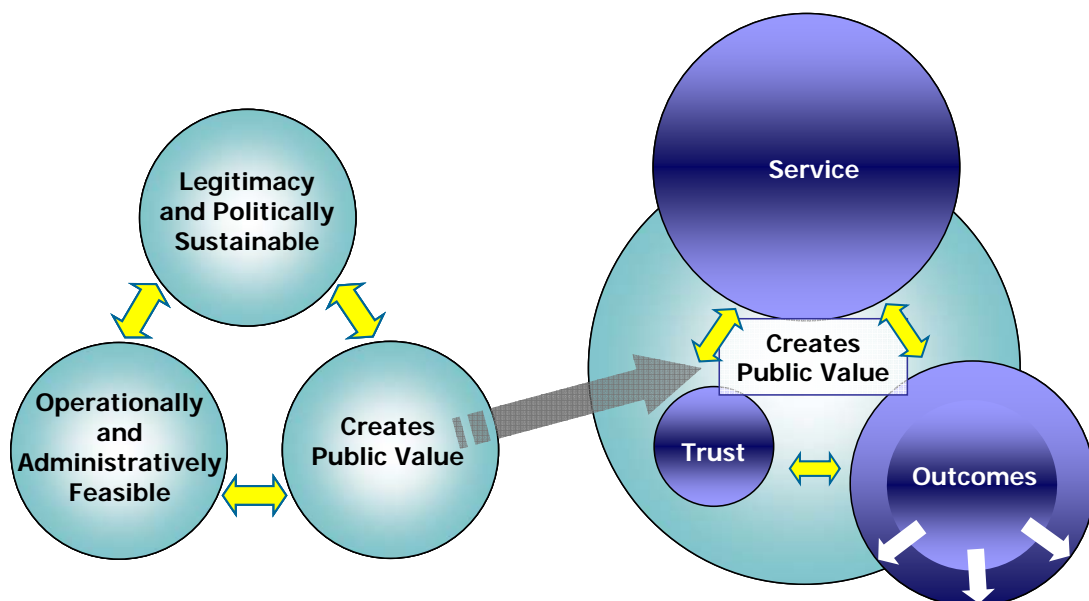 Legitimacy
and Politically
Sustainable
Operationally
and
Administratively
Feasible
Creates
Public Value
Service
Creates
Public Value
Trust
Outcomes